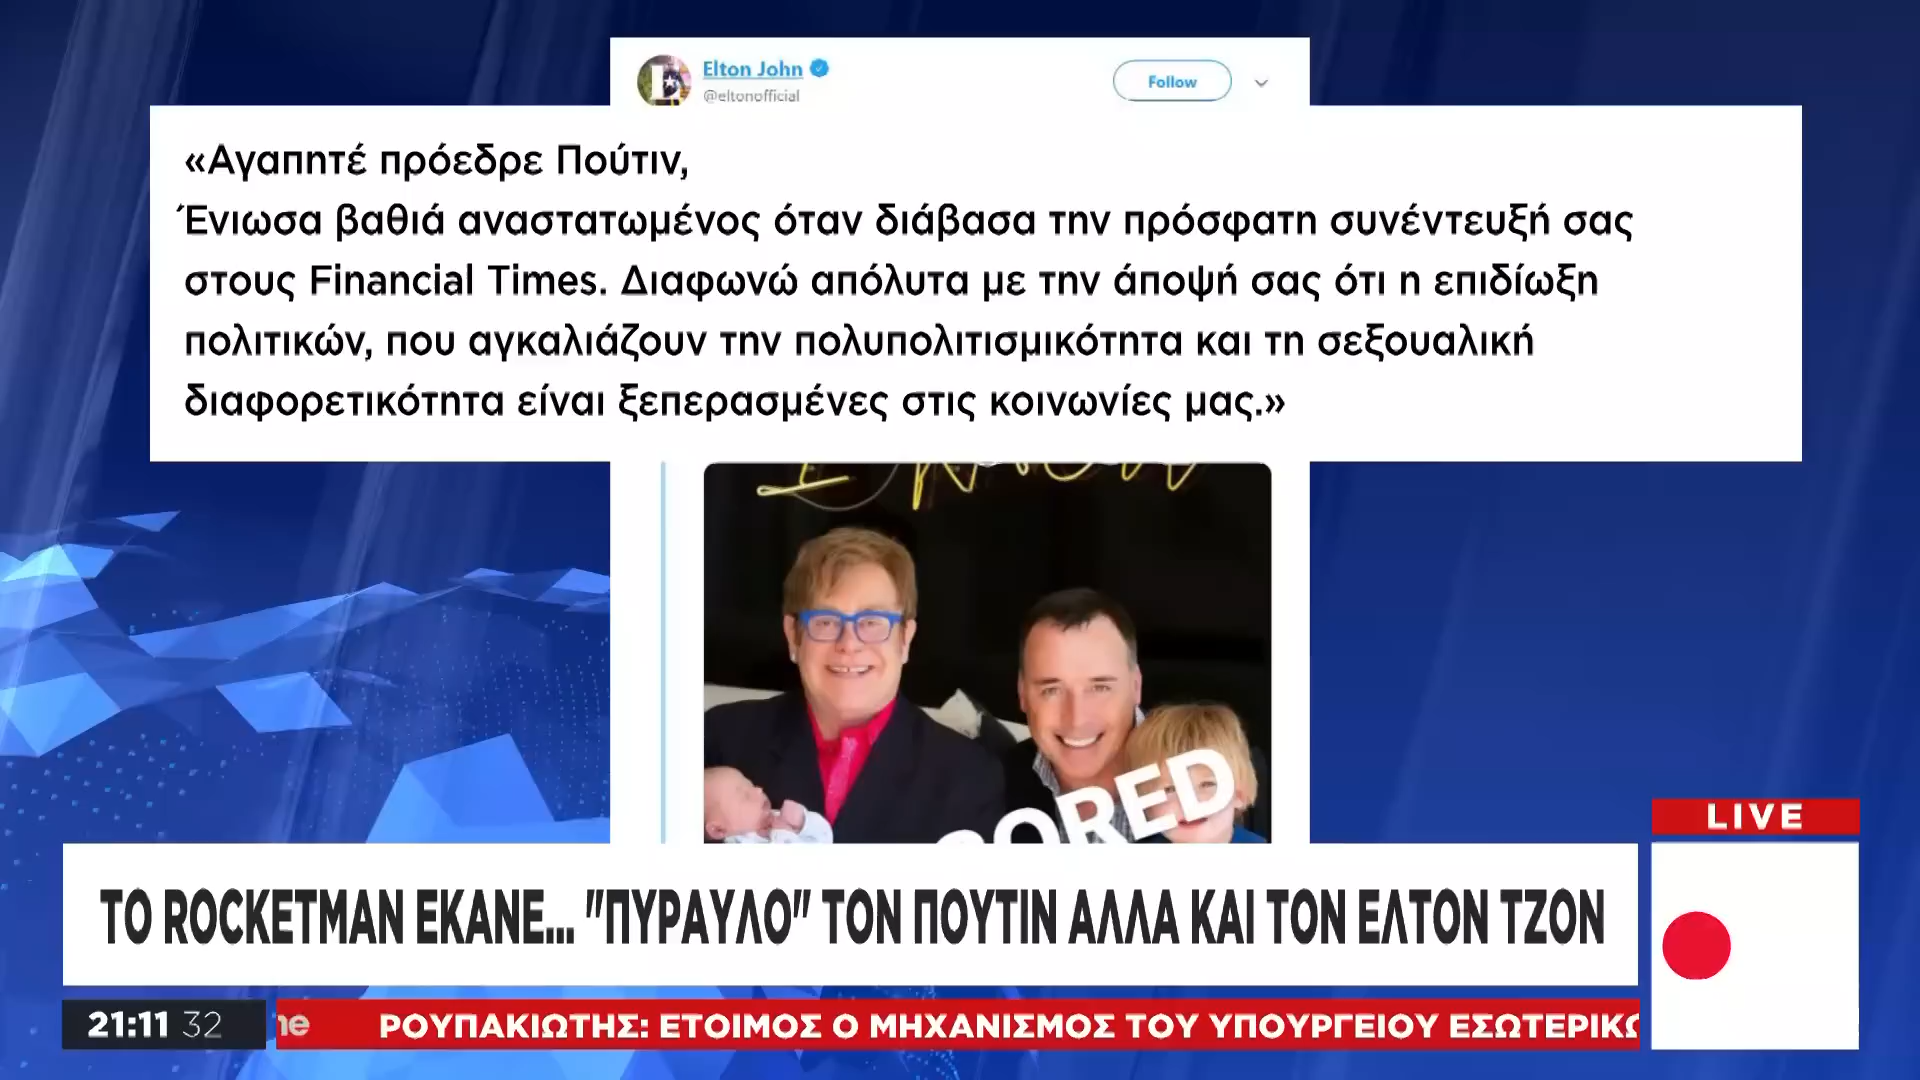 Elton John
@eltonofficial
Follow
«Αγαπητέ πρόεδρε Πούτιν,
Ένιωσα βαθιά αναστατωμένος όταν διάβασα την πρόσφατη συνέντευξή σας
στους Financial Times. Διαφωνώ απόλυτα με την άποψή σας ότι η επιδίωξη
πολιτικών, που αγκαλιάζουν την πολυπολιτισμικότητα και τη σεξουαλική
διαφορετικότητα είναι ξεπερασμένες στις κοινωνίες μας.»
LIVE
ΤΟ ROCKETMAN ΕΚΑΝΕ... "ΠΥΡΑΥΛΟ" ΤΟΝ ΠΟΥΤΙΝ ΑΛΛΑ ΚΑΙ ΤΟΝ ΕΛΤΟΝ ΤΖΟΝ
21:11 32
ΡΟΥΠΑΚΙΩΤΗΣ: ΕΤΟΙΜΟΣ Ο ΜΗΧΑΝΙΣΜΟΣ ΤΟΥ ΥΠΟΥΡΓΕΙΟΥ